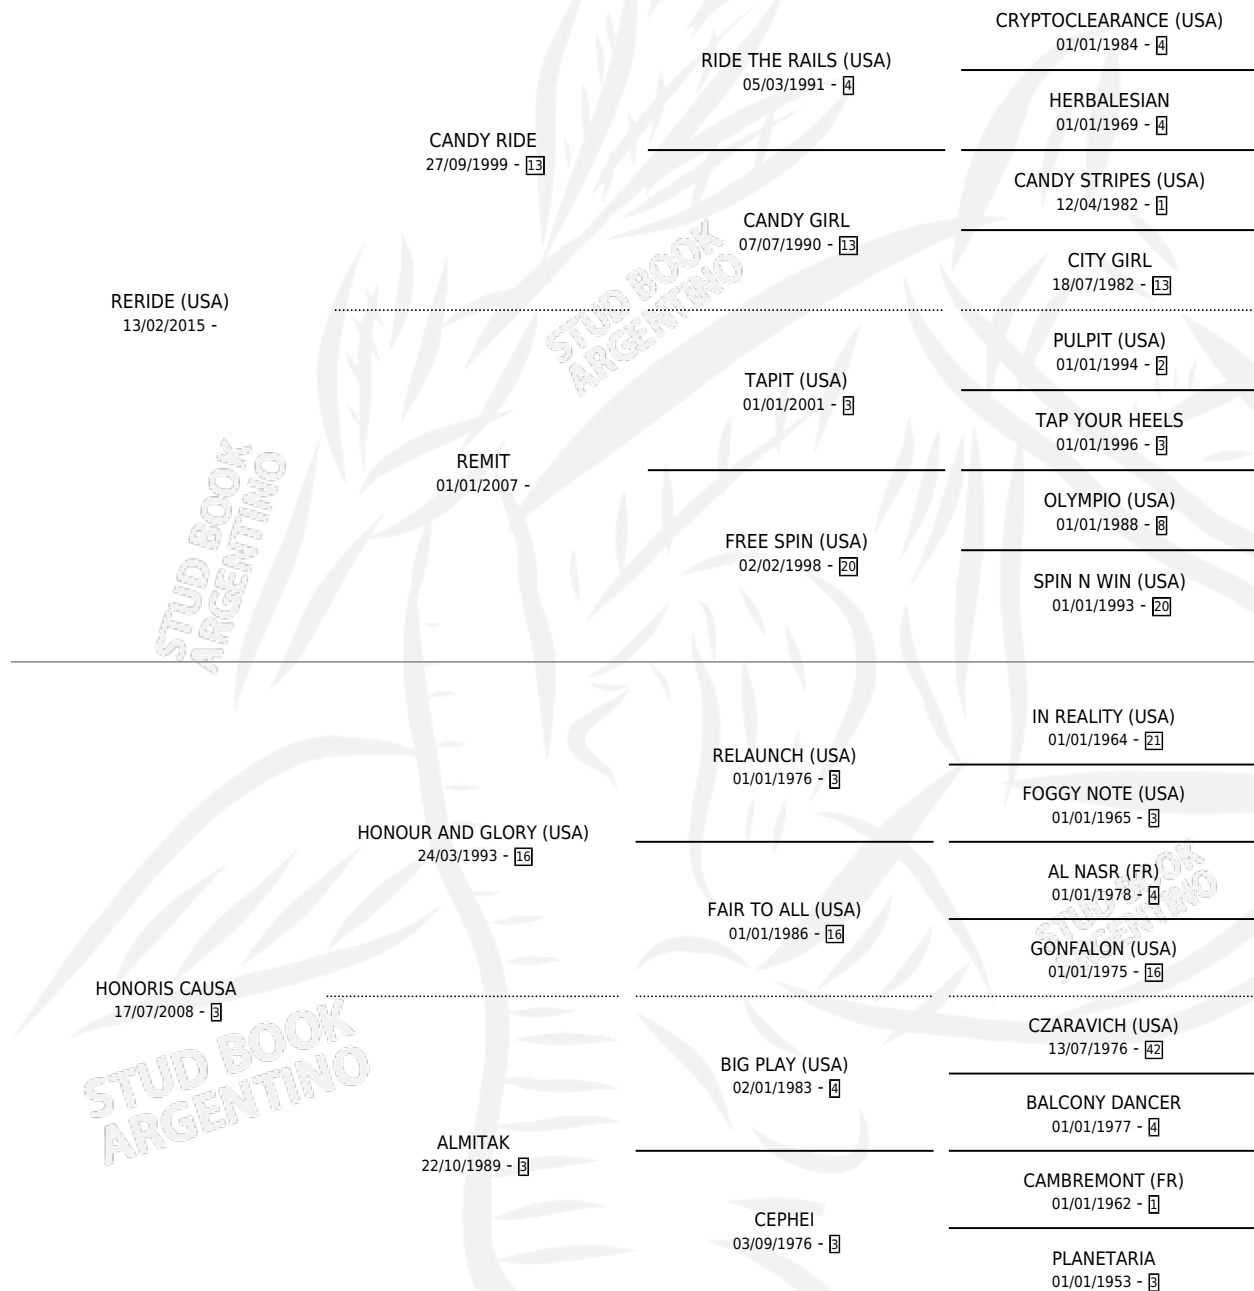 CRYPTOCLEARANCE (USA)
01/01/1984 - 4
RIDE THE RAILS (USA)
05/03/1991 - 4
HERBALESIAN
01/01/1969 - 4
CANDY RIDE
27/09/1999 - 13
CANDY STRIPES (USA)
12/04/1982 - 1
CANDY GIRL
07/07/1990 - 13
CITY GIRL
18/07/1982 - 13
RERIDE (USA)
13/02/2015 -
STUD BOOK
ARGENTINO
PULPIT (USA)
01/01/1994 - 2
TAPIT (USA)
01/01/2001 - 3
TAP YOUR HEELS
01/01/1996 - 3
REMIT
01/01/2007 -
OLYMPIO (USA)
01/01/1988 - 8
FREE SPIN (USA)
02/02/1998 - 20
SPIN N WIN (USA)
01/01/1993 - 20
STUD BOOK
ARGENTINO
IN REALITY (USA)
01/01/1964 - 21
RELAUNCH (USA)
01/01/1976 - 3
FOGGY NOTE (USA)
01/01/1965 - 3
HONOUR AND GLORY (USA)
24/03/1993 - 16
AL NASR (FR)
01/01/1978 - 4
FAIR TO ALL (USA)
01/01/1986 - 16
GONFALON (USA)
01/01/1975 - 16
STUD BOOK
ARGENTINO
HONORIS CAUSA
17/07/2008 - 3
CZARAVICH (USA)
13/07/1976 - 42
BIG PLAY (USA)
02/01/1983 - 4
BALCONY DANCER
01/01/1977 - 4
STUD BOOK
ARGENTINO
ALMITAK
22/10/1989 - 3
CAMBREMONT (FR)
01/01/1962 - 1
CEPHEI
03/09/1976 - 3
PLANETARIA
01/01/1953 - 3